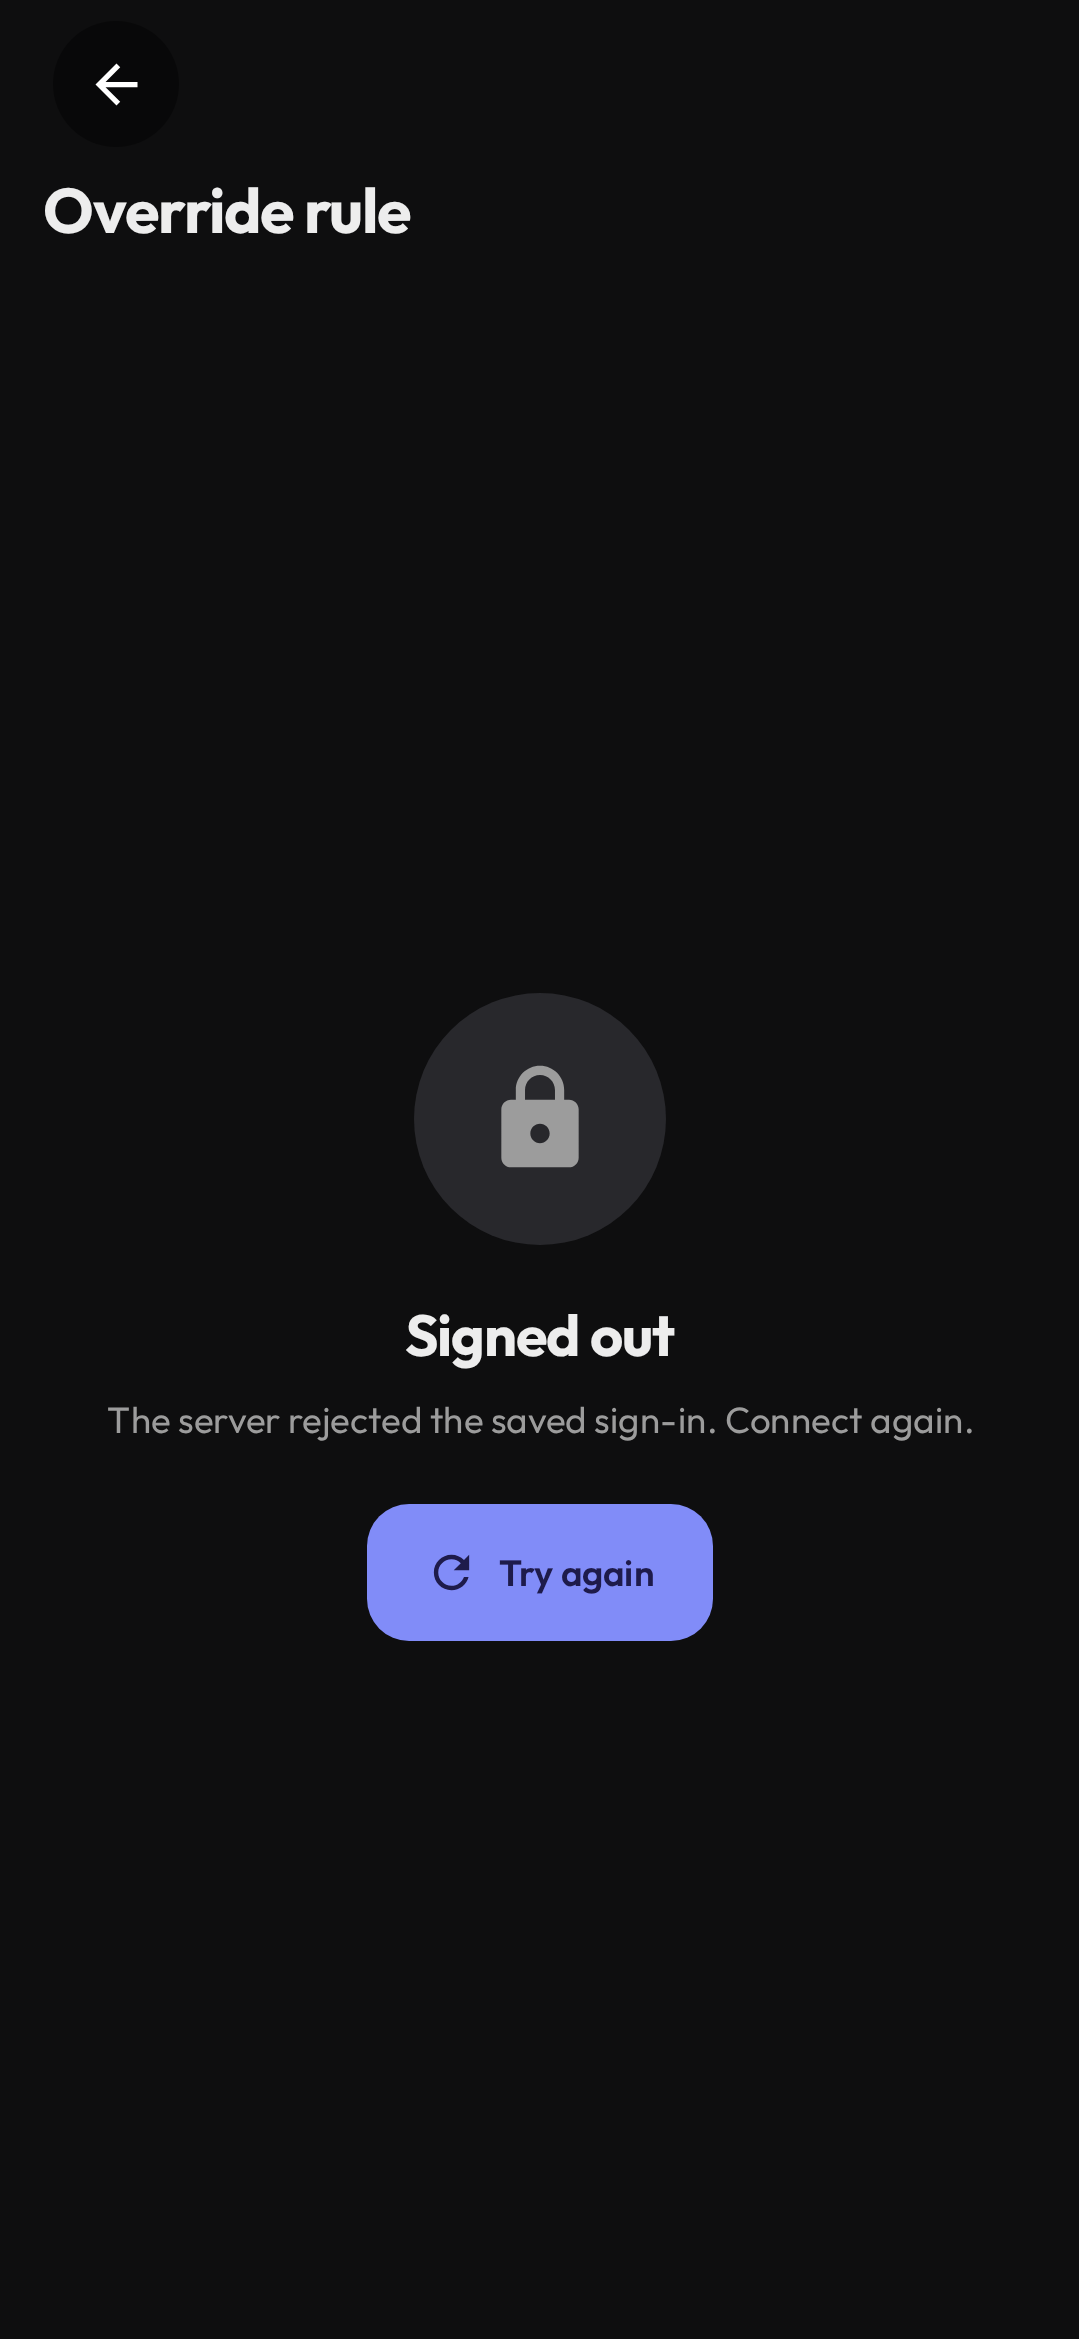 Override rule
Signed out
The server rejected the saved sign-in. Connect again.
Try again